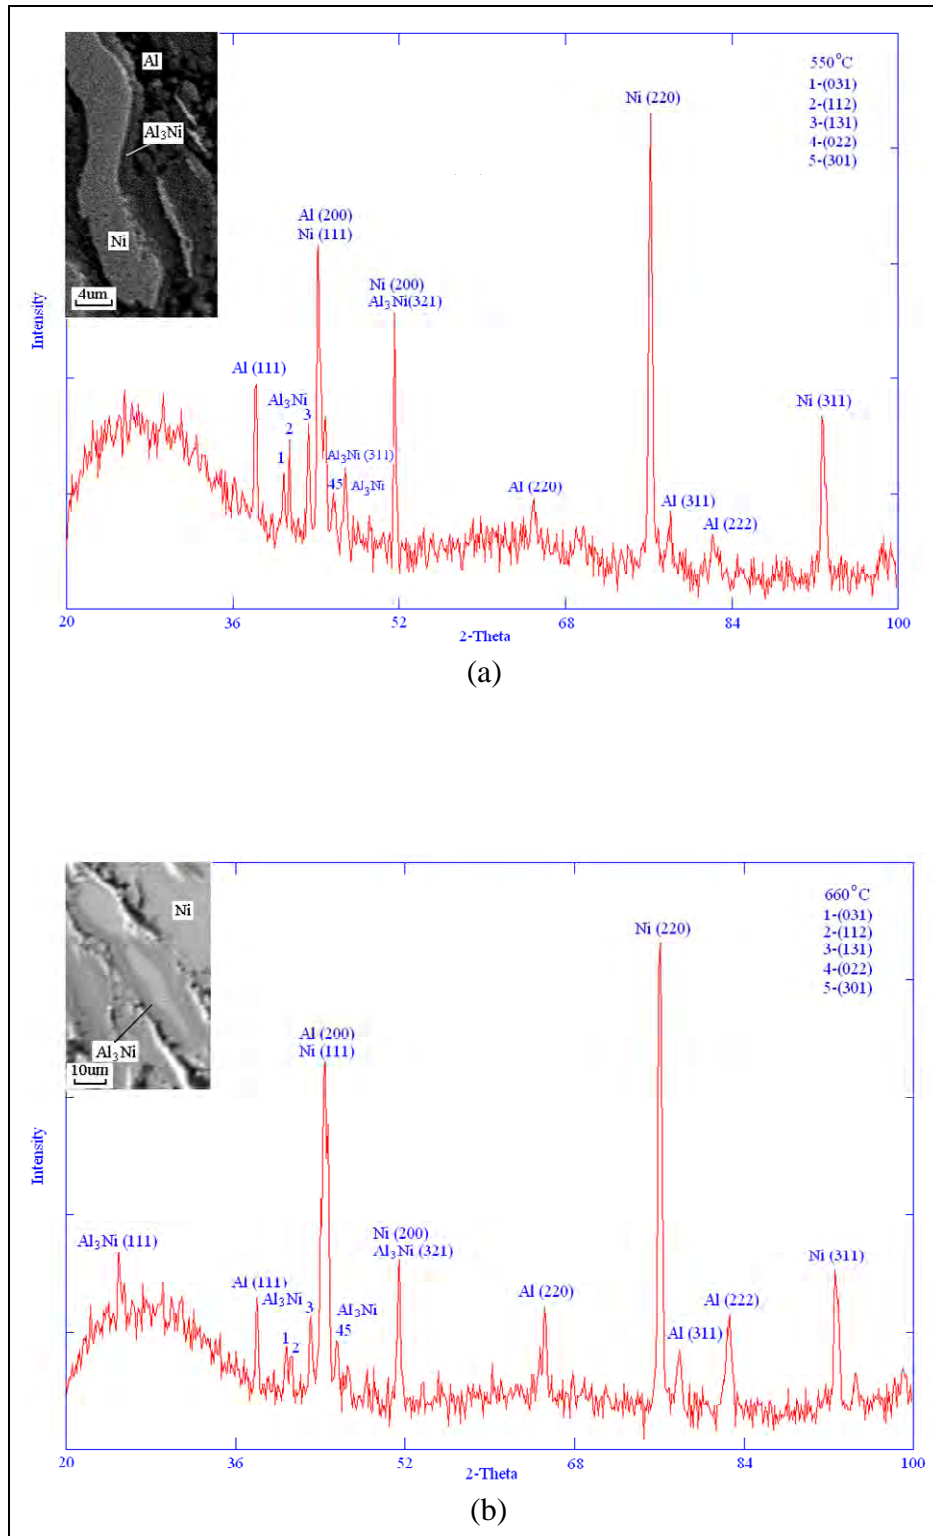 Al
Al₃Ni
Ni
4um
550°C
1-(031)
2-(112)
3-(131)
4-(022)
5-(301)
Ni (220)
Al (200)
Ni (111)
Ni (200)
Al₃Ni(321)
Al (111)
Al₃Ni
3
2
1
Al₃Ni (311)
45 Al₃Ni
Al (220)
Al (311)
Al (222)
Ni (311)
Intensity
20 36 52 68 84 100
2-Theta
(a)
Ni
Al₃Ni
10um
660°C
1-(031)
2-(112)
3-(131)
4-(022)
5-(301)
Ni (220)
Al (200)
Ni (111)
Al₃Ni (111)
Ni (200)
Al₃Ni (321)
Al (111)
Al₃Ni
3
Al₃Ni
45
1
2
Al (220)
Al (311)
Al (222)
Ni (311)
Intensity
20 36 52 68 84 100
2-Theta
(b)